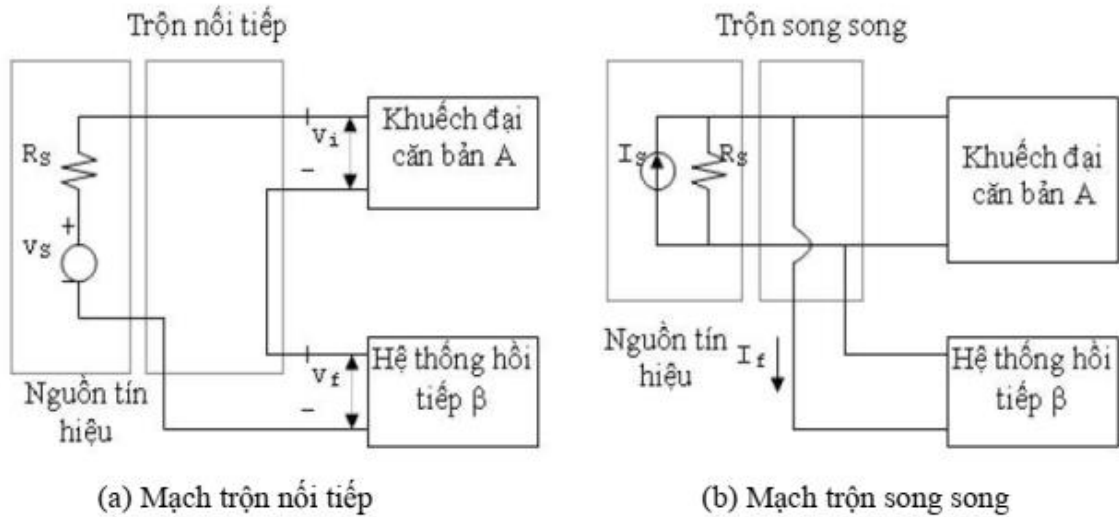 Trộn nối tiếp
Khuếch đại
căn bản A
Vi
–
RS
+
VS
Vf
–
Hệ thống hồi
tiếp β
Nguồn tín
hiệu
(a) Mạch trộn nối tiếp
Trộn song song
IS
RS
Khuếch đại
căn bản A
Nguồn tín
hiệu
If
Hệ thống hồi
tiếp β
(b) Mạch trộn song song